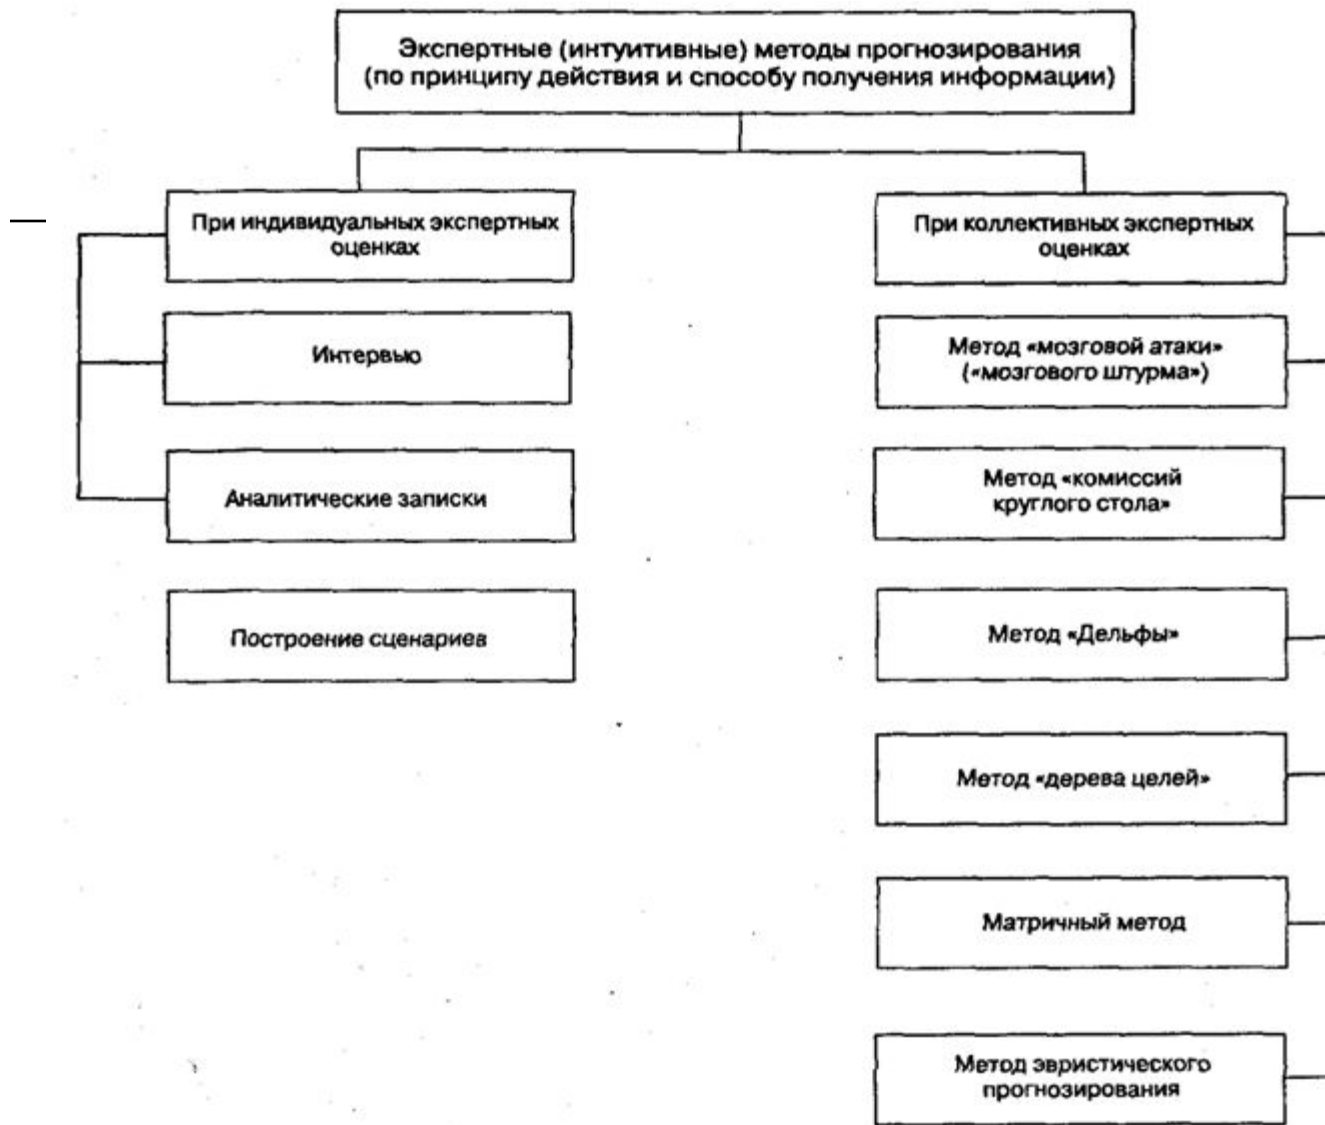 Экспертные (интуитивные) методы прогнозирования
(по принципу действия и способу получения информации)
При индивидуальных экспертных
оценках
Интервью
Аналитические записки
Построение сценариев
При коллективных экспертных
оценках
Метод «мозговой атаки»
(«мозгового штурма»)
Метод «комиссий
круглого стола»
Метод «Дельфы»
Метод «дерева целей»
Матричный метод
Метод эвристического
прогнозирования